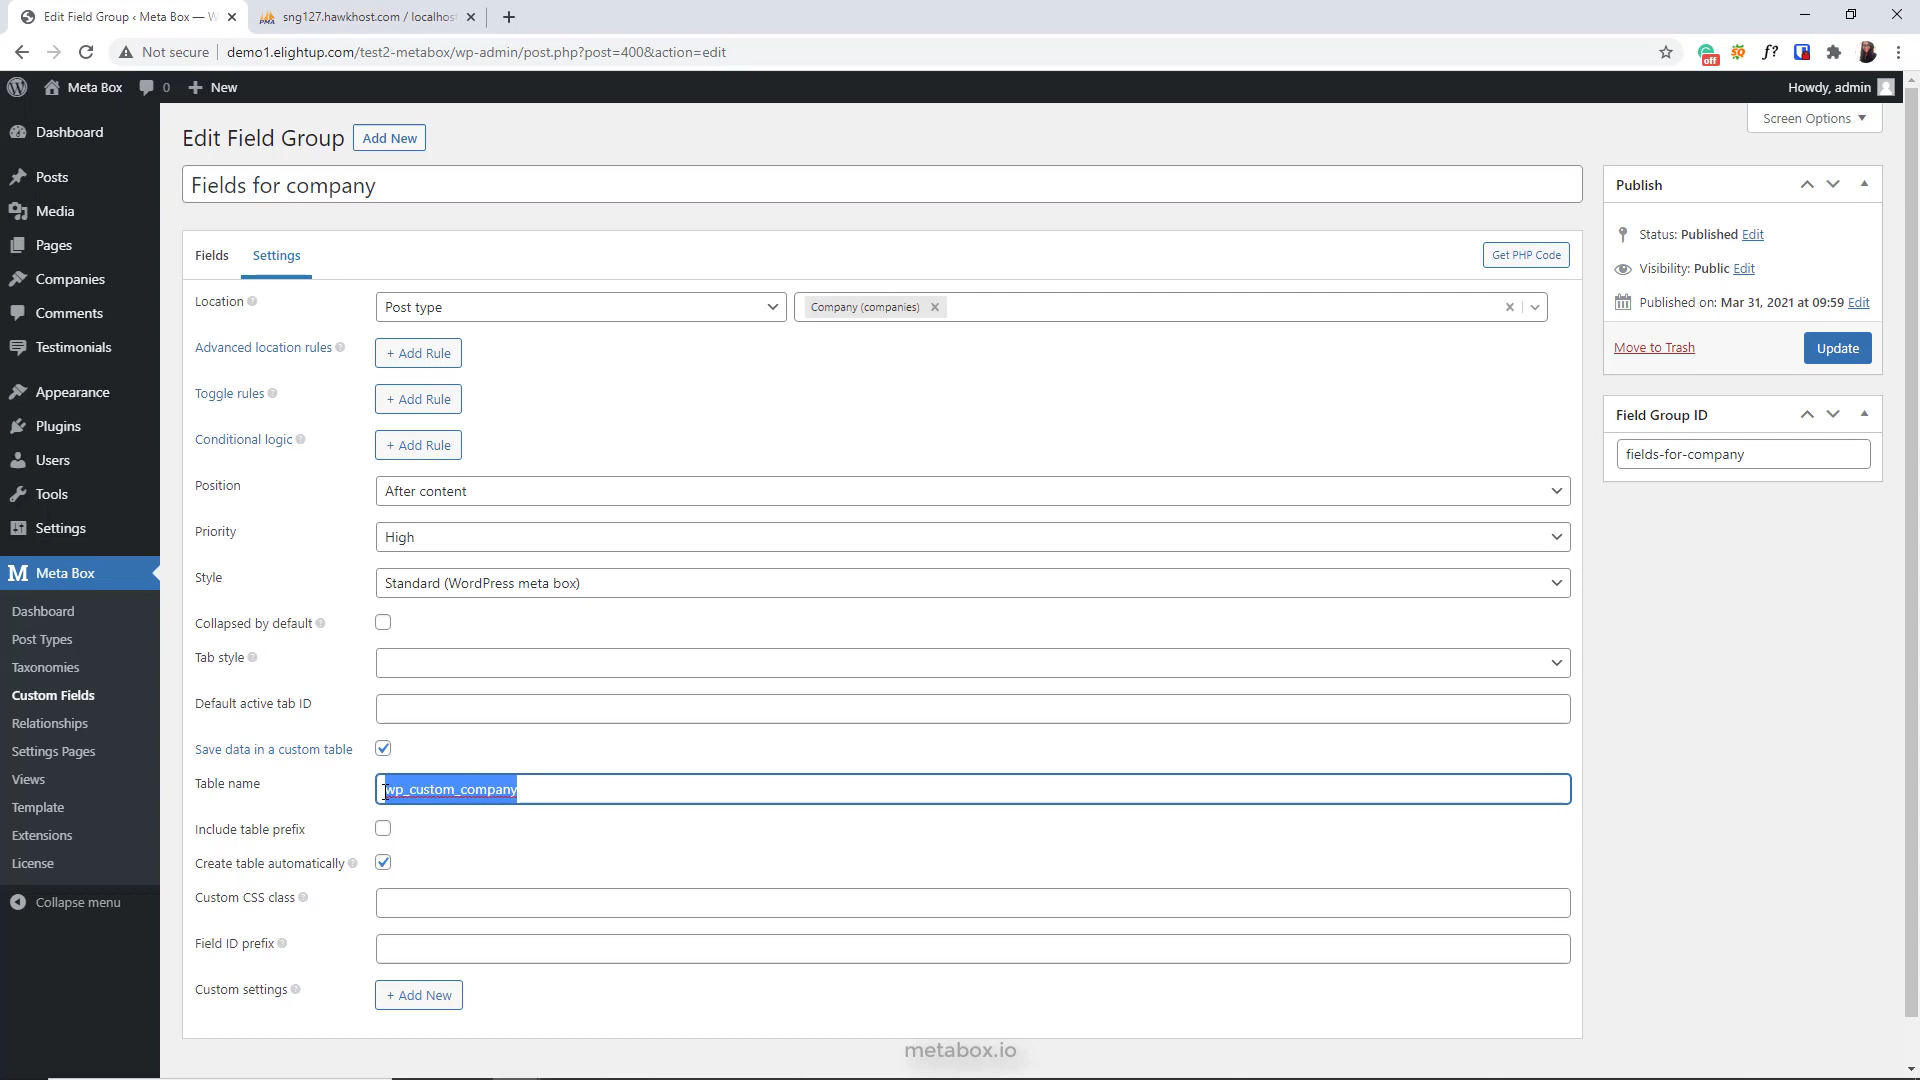 Edit Field Group ‹ Meta Box — W
sng127.hawkhost.com / localhos
Not secure
demo1.elightup.com/test2-metabox/wp-admin/post.php?post=400&action=edit
off
f?
Meta Box
0
New
Howdy, admin
Screen Options
Dashboard
Posts
Media
Pages
Companies
Comments
Testimonials
Appearance
Plugins
Users
Tools
Settings
Meta Box
Dashboard
Post Types
Taxonomies
Custom Fields
Relationships
Settings Pages
Views
Template
Extensions
License
Collapse menu
Edit Field Group
Add New
Fields for company
Fields
Settings
Get PHP Code
Location
Post type
Company (companies)
Advanced location rules
+ Add Rule
Toggle rules
+ Add Rule
Conditional logic
+ Add Rule
Position
After content
Priority
High
Style
Standard (WordPress meta box)
Collapsed by default
Tab style
Default active tab ID
Save data in a custom table
Table name
wp_custom_company
Include table prefix
Create table automatically
Custom CSS class
Field ID prefix
Custom settings
+ Add New
Publish
Status: Published Edit
Visibility: Public Edit
Published on: Mar 31, 2021 at 09:59 Edit
Move to Trash
Update
Field Group ID
fields-for-company
metabox.io